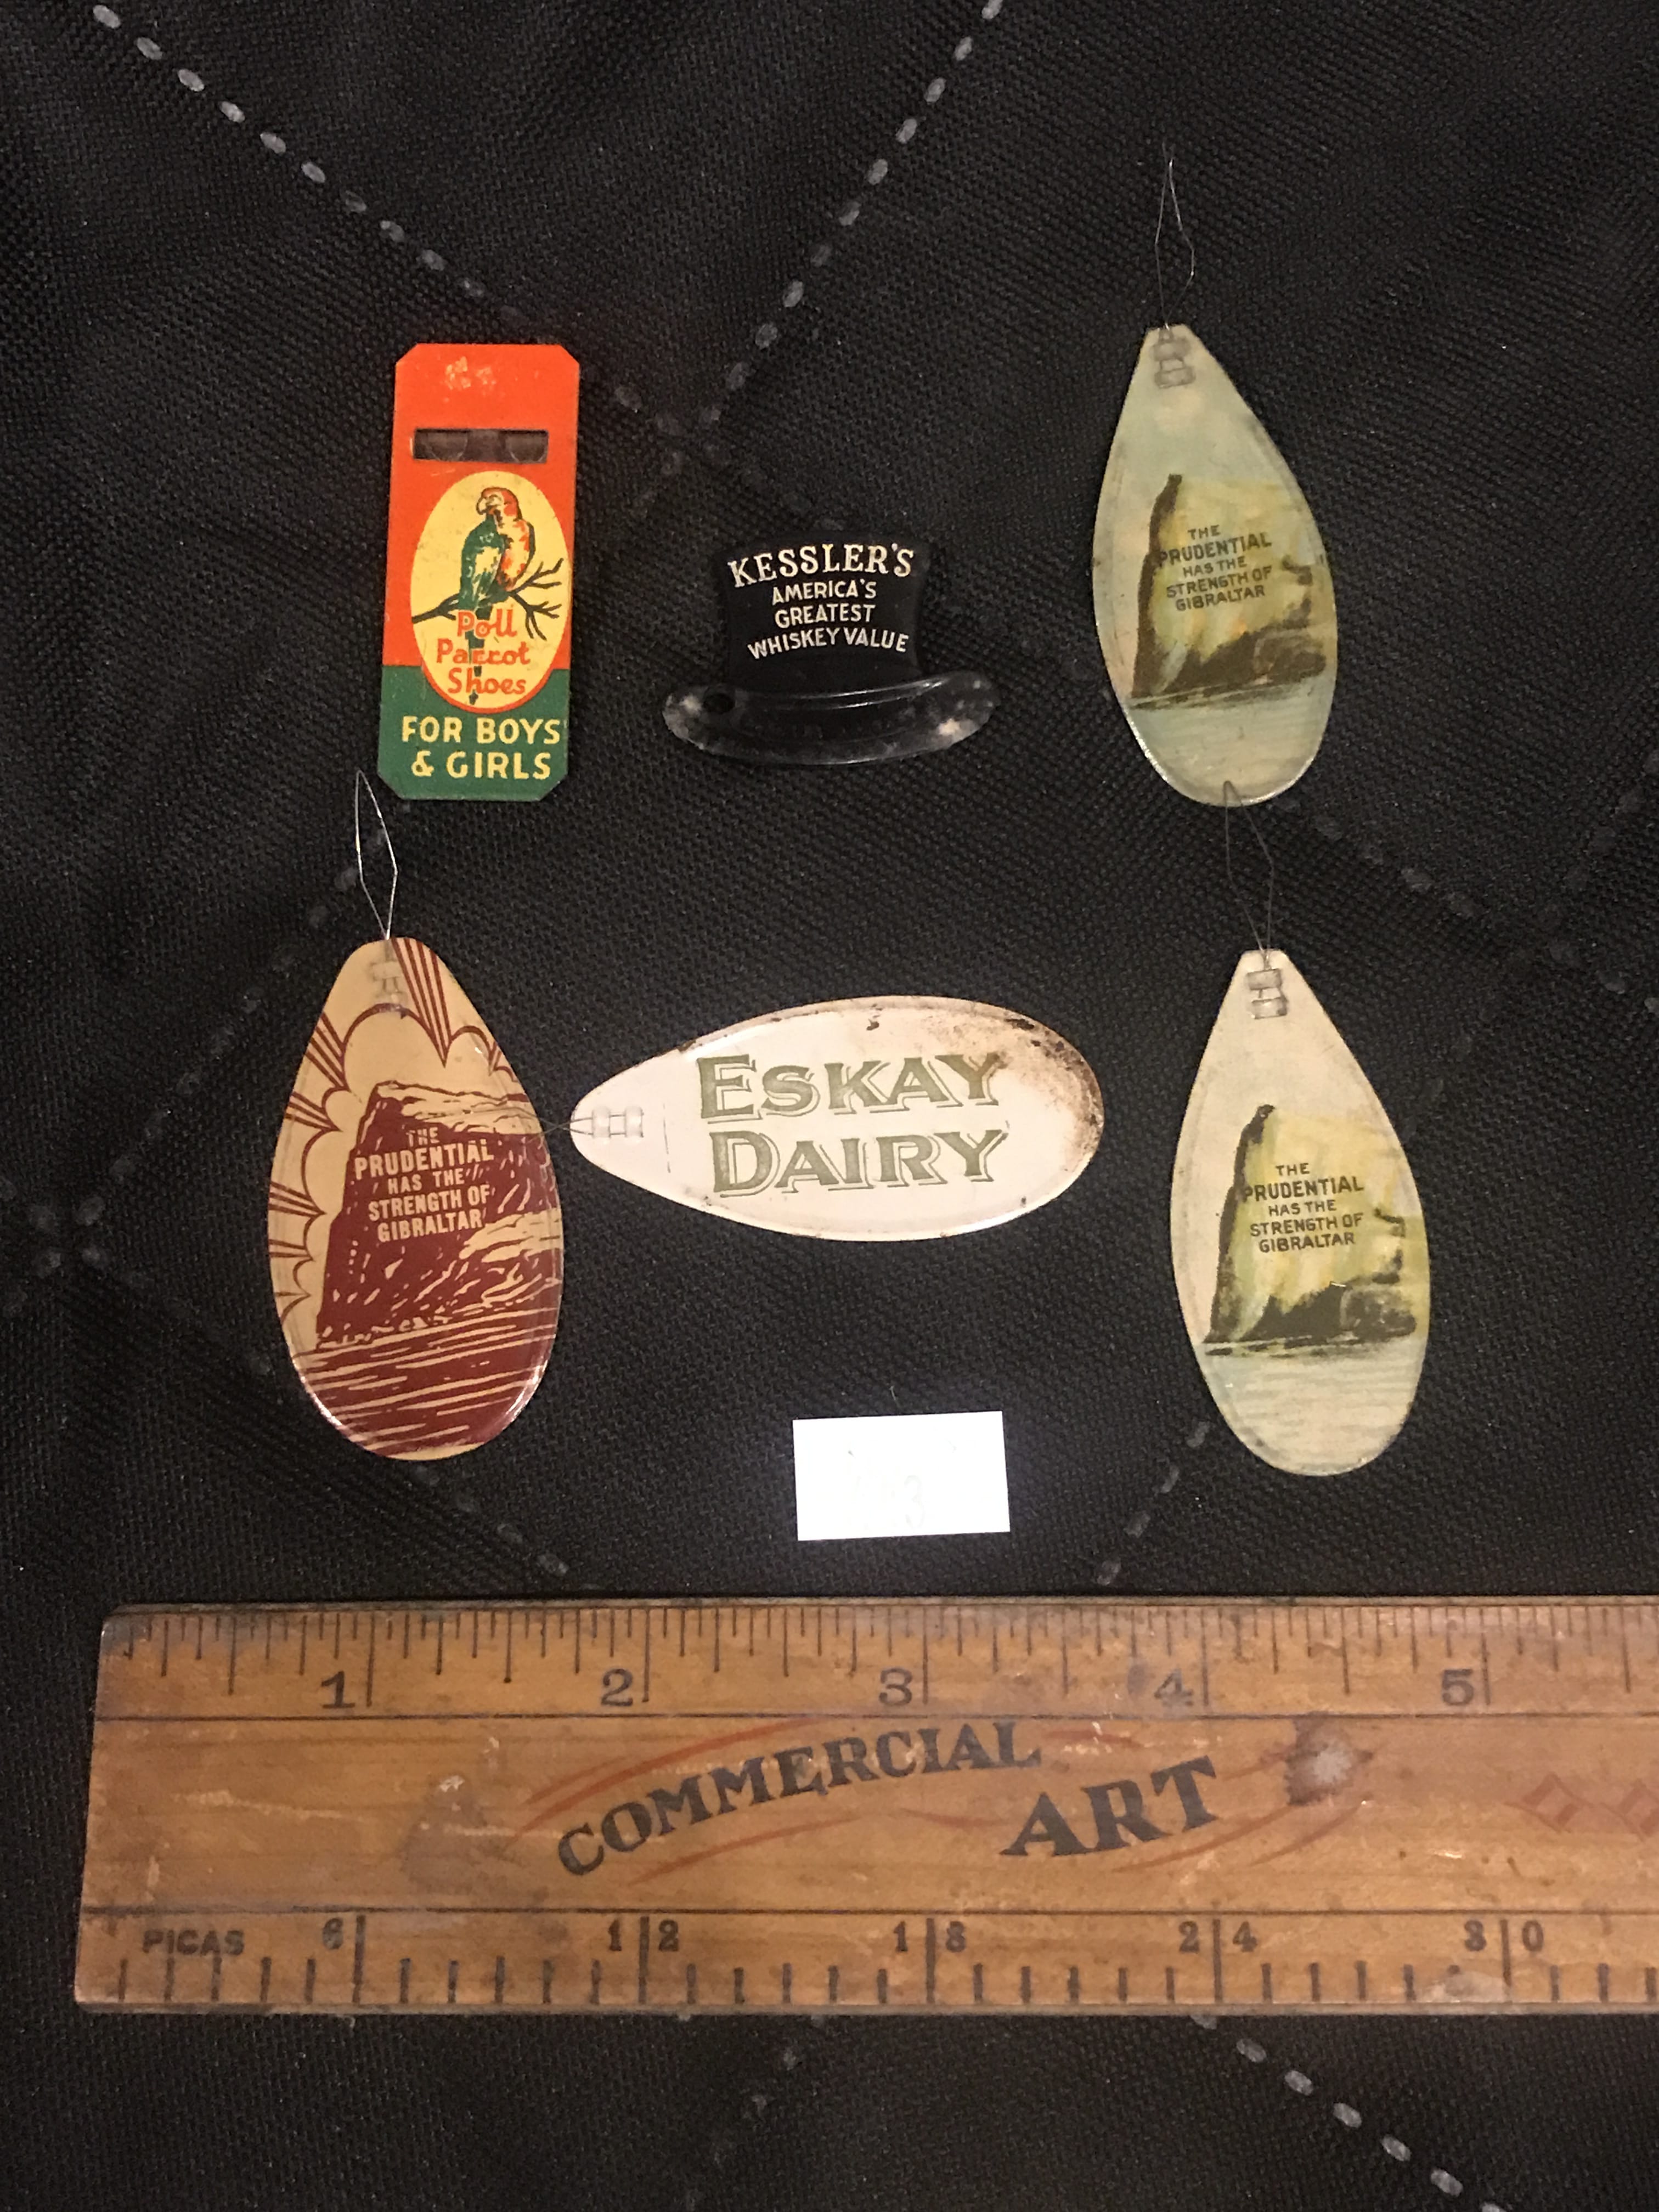 Poll
Parrot
Shoes
FOR BOYS
& GIRLS
KESSLER'S
AMERICA'S
GREATEST
WHISKEY VALUE
THE
PRUDENTIAL
HAS THE
STRENGTH OF
GIBRALTAR
THE
PRUDENTIAL
HAS THE
STRENGTH OF
GIBRALTAR
ESKAY
DAIRY
THE
PRUDENTIAL
HAS THE
STRENGTH OF
GIBRALTAR
1 2 3 4 5
COMMERCIAL
ART
PICAS 6 12 18 24 30